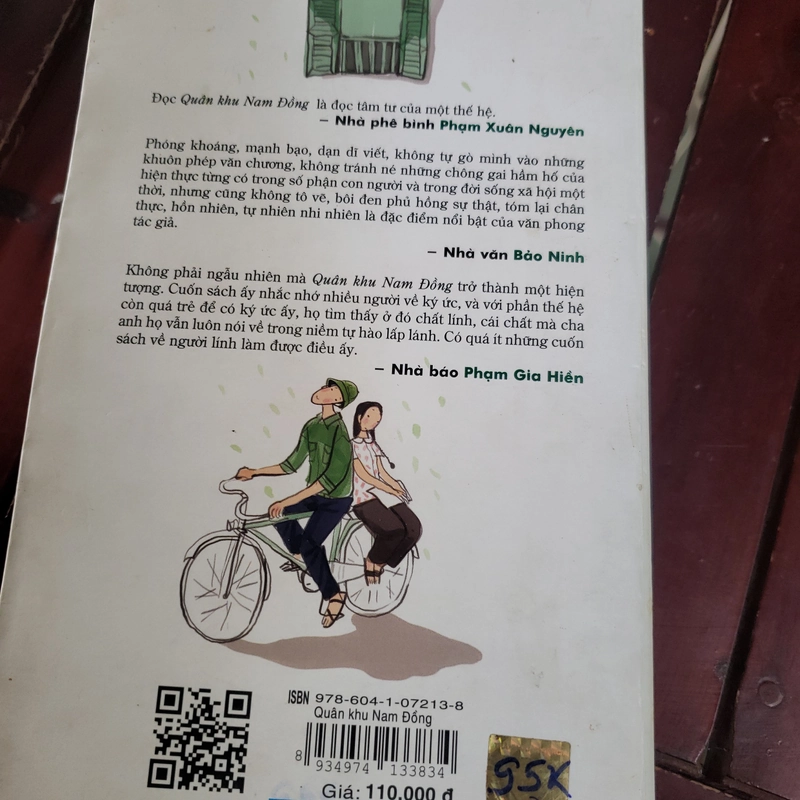 Đọc Quân khu Nam Đồng là đọc tâm tư của một thế hệ.
– Nhà phê bình Phạm Xuân Nguyên
Phóng khoáng, mạnh bạo, dạn dĩ viết, không tự gò mình vào những
khuôn phép văn chương, không tránh né những chông gai hầm hố của
hiện thực từng có trong số phận con người và trong đời sống xã hội một
thời, nhưng cũng không tô vẽ, bôi đen phủ hồng sự thật, tóm lại chân
thực, hồn nhiên, tự nhiên nhi nhiên là đặc điểm nổi bật của văn phong
tác giả.
– Nhà văn Bảo Ninh
Không phải ngẫu nhiên mà Quân khu Nam Đồng trở thành một hiện
tượng. Cuốn sách ấy nhắc nhớ nhiều người về ký ức, và với phần thế hệ
còn quá trẻ để có ký ức ấy, họ tìm thấy ở đó chất lính, cái chất mà cha
anh họ vẫn luôn nói về trong niềm tự hào lấp lánh. Có quá ít những cuốn
sách về người lính làm được điều ấy.
– Nhà báo Phạm Gia Hiền
ISBN 978-604-1-07213-8
Quân khu Nam Đồng
8 934974 133834
Giá: 110.000 đ
95K